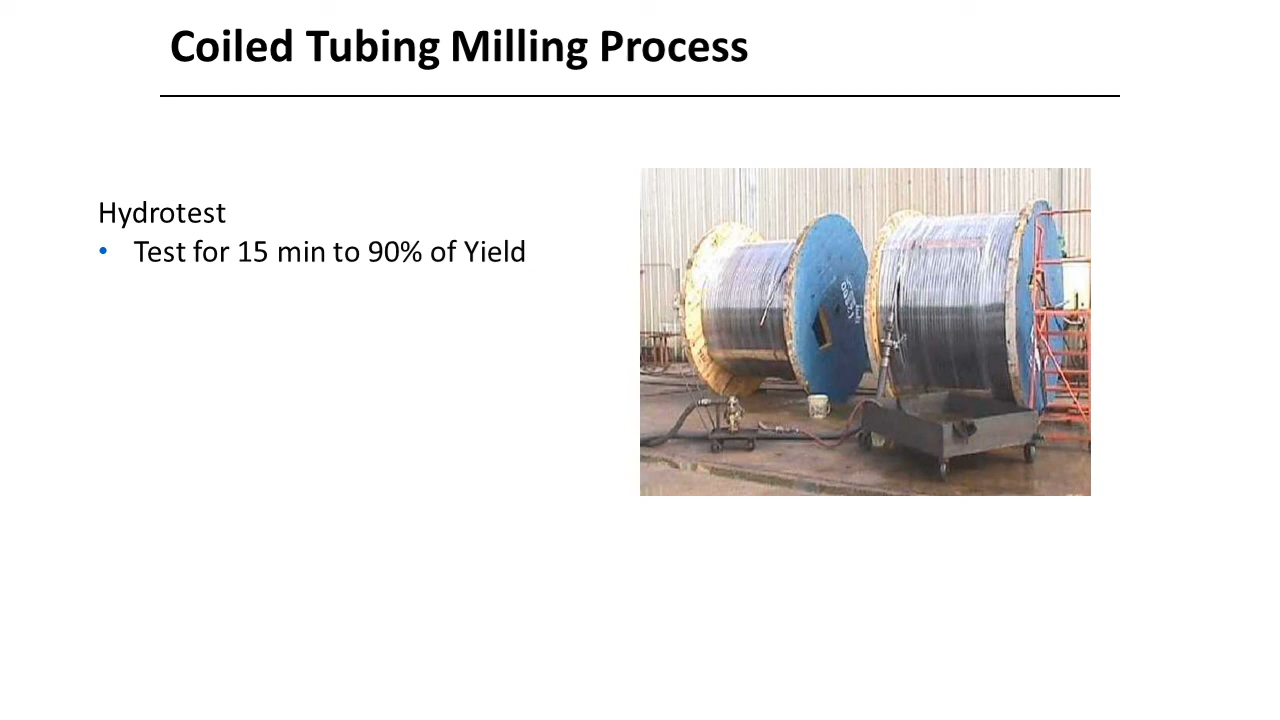 Coiled Tubing Milling Process
Hydrotest
• Test for 15 min to 90% of Yield